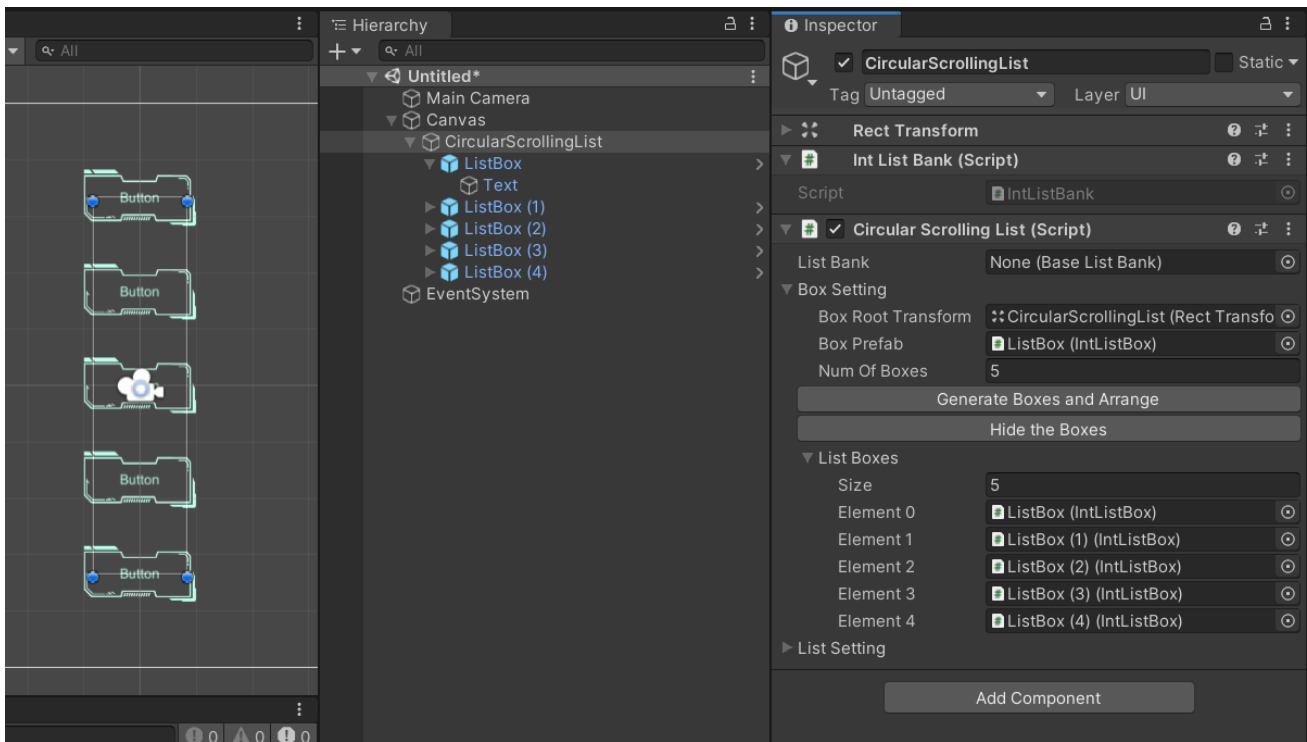 All
Button
Button
Button
Button
0 0 0
Hierarchy
All
Untitled*
Main Camera
Canvas
CircularScrollingList
ListBox
Text
ListBox (1)
ListBox (2)
ListBox (3)
ListBox (4)
EventSystem
Inspector
CircularScrollingList Static
Tag Untagged Layer UI
Rect Transform
# Int List Bank (Script)
Script # IntListBank
# Circular Scrolling List (Script)
List Bank None (Base List Bank)
Box Setting
Box Root Transform CircularScrollingList (Rect Transfo
Box Prefab # ListBox (IntListBox)
Num Of Boxes 5
Generate Boxes and Arrange
Hide the Boxes
List Boxes
Size 5
Element 0 # ListBox (IntListBox)
Element 1 # ListBox (1) (IntListBox)
Element 2 # ListBox (2) (IntListBox)
Element 3 # ListBox (3) (IntListBox)
Element 4 # ListBox (4) (IntListBox)
List Setting
Add Component